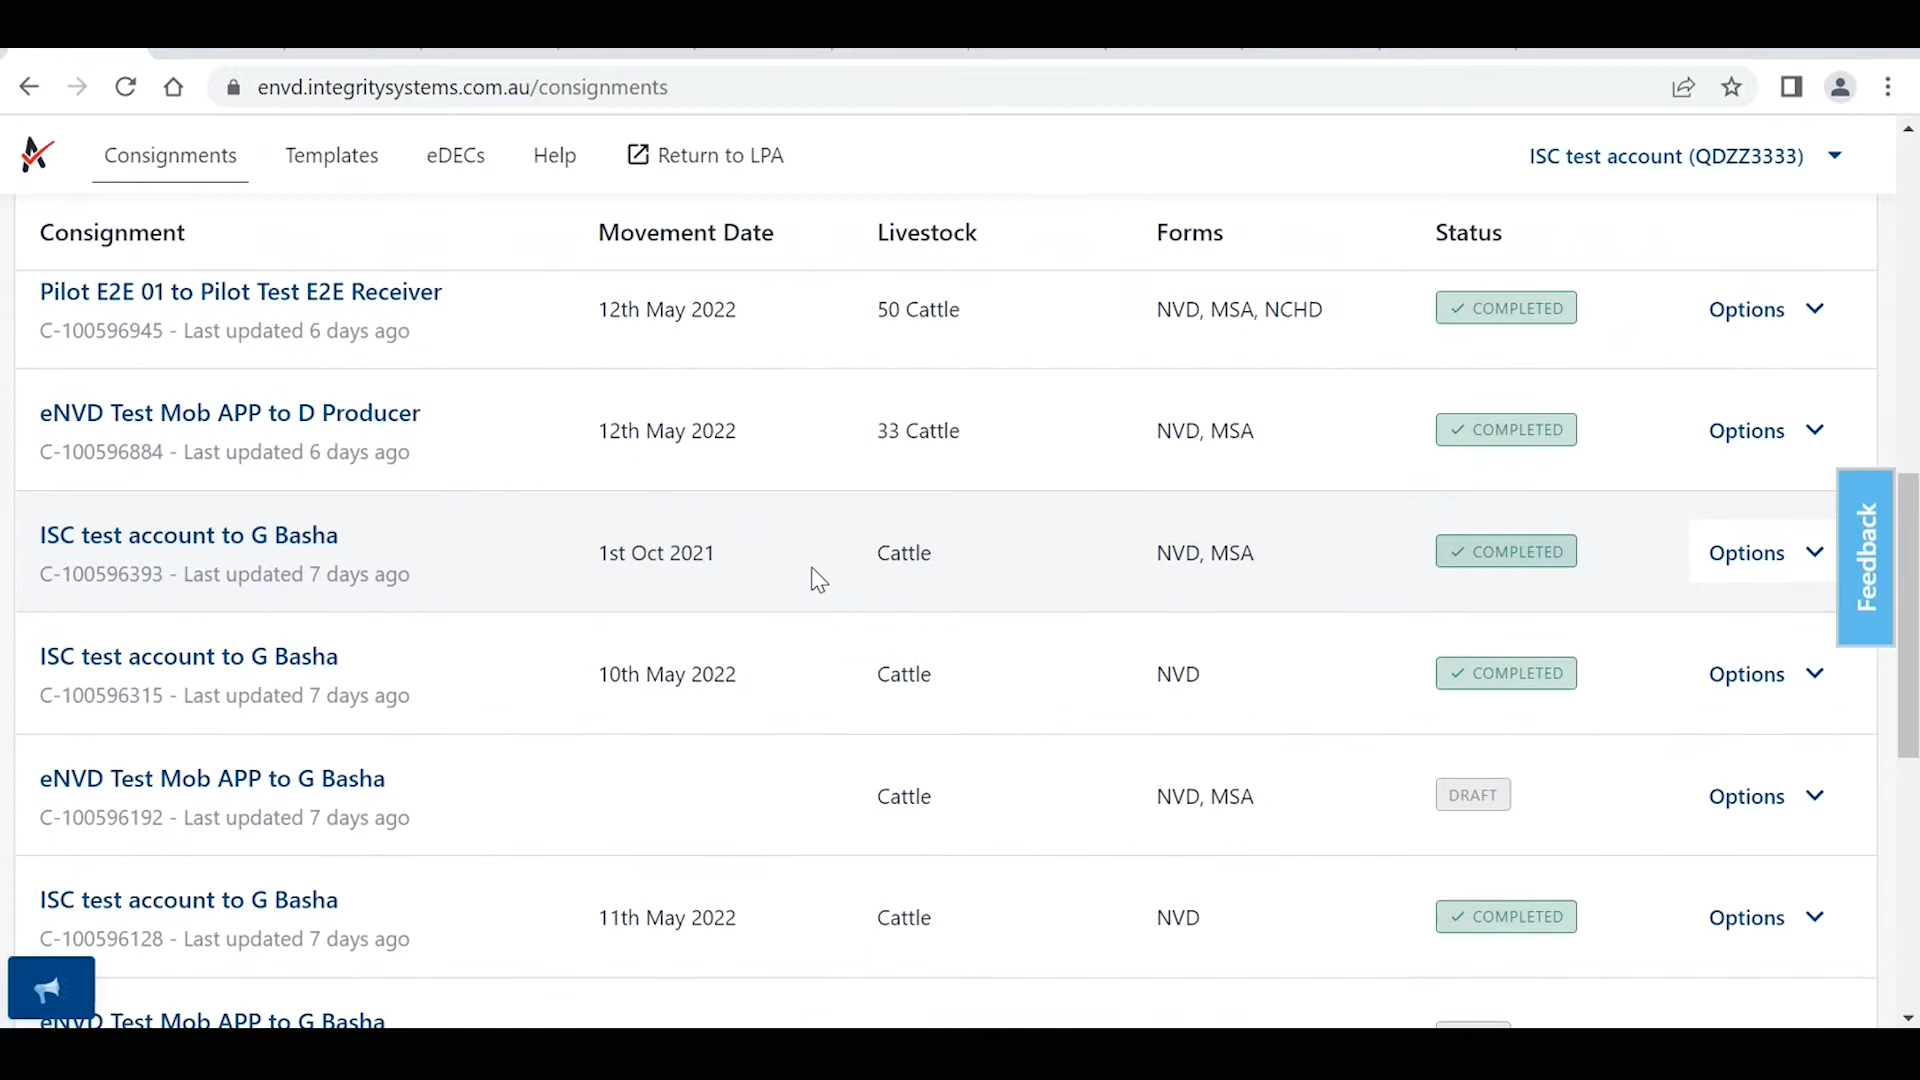 envd.integritysystems.com.au/consignments
Consignments
Templates
eDECs
Help
Return to LPA
ISC test account (QDZZ3333)
Consignment
Movement Date
Livestock
Forms
Status
Pilot E2E 01 to Pilot Test E2E Receiver
C-100596945 - Last updated 6 days ago
12th May 2022
50 Cattle
NVD, MSA, NCHD
COMPLETED
Options
eNVD Test Mob APP to D Producer
C-100596884 - Last updated 6 days ago
12th May 2022
33 Cattle
NVD, MSA
COMPLETED
Options
ISC test account to G Basha
C-100596393 - Last updated 7 days ago
1st Oct 2021
Cattle
NVD, MSA
COMPLETED
Options
Feedback
ISC test account to G Basha
C-100596315 - Last updated 7 days ago
10th May 2022
Cattle
NVD
COMPLETED
Options
eNVD Test Mob APP to G Basha
C-100596192 - Last updated 7 days ago
Cattle
NVD, MSA
DRAFT
Options
ISC test account to G Basha
C-100596128 - Last updated 7 days ago
11th May 2022
Cattle
NVD
COMPLETED
Options
eNVD Test Mob APP to G Basha